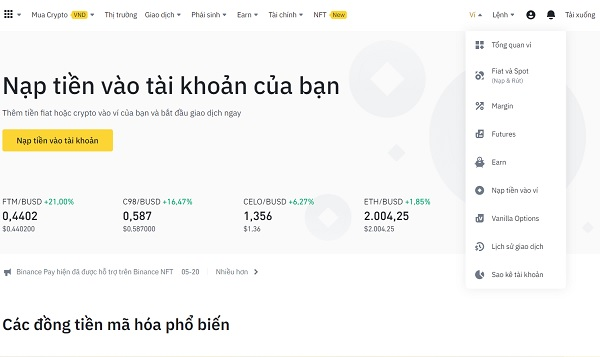 Mua Crypto VND Thị trường Giao dịch Phái sinh Earn Tài chính NFT New Ví Lệnh Tải xuống
Nạp tiền vào tài khoản của bạn
Thêm tiền fiat hoặc crypto vào ví của bạn và bắt đầu giao dịch ngay
Nạp tiền vào tài khoản
FTM/BUSD +21,00% C98/BUSD +16,47% CELO/BUSD +6,27% ETH/BUSD +1,85%
0,4402 0,587 1,356 2.004,25
$0,440200 $0.587000 $1,36 $2.004.25
Binance Pay hiện đã được hỗ trợ trên Binance NFT 05-20 Nhiều hơn
Các đồng tiền mã hóa phổ biến
Tổng quan ví
Fiat và Spot
(Nạp & Rút)
Margin
Futures
Earn
Nạp tiền vào ví
Vanilla Options
Lịch sử giao dịch
Sao kê tài khoản